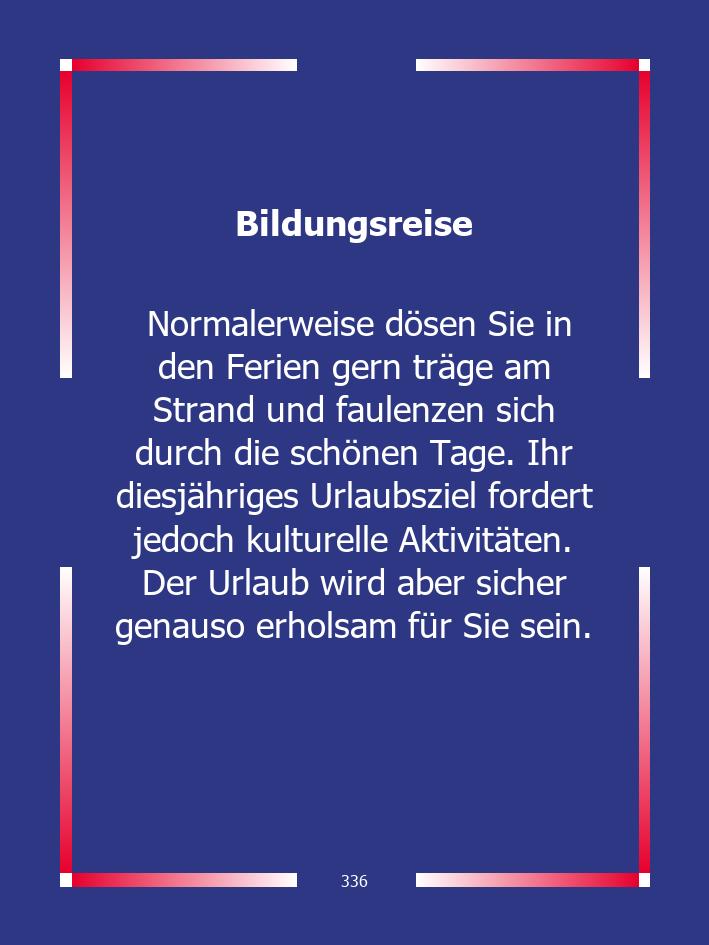 Bildungsreise
Normalerweise dösen Sie in
den Ferien gern träge am
Strand und faulenzen sich
durch die schönen Tage. Ihr
diesjähriges Urlaubsziel fordert
jedoch kulturelle Aktivitäten.
Der Urlaub wird aber sicher
genauso erholsam für Sie sein.
336